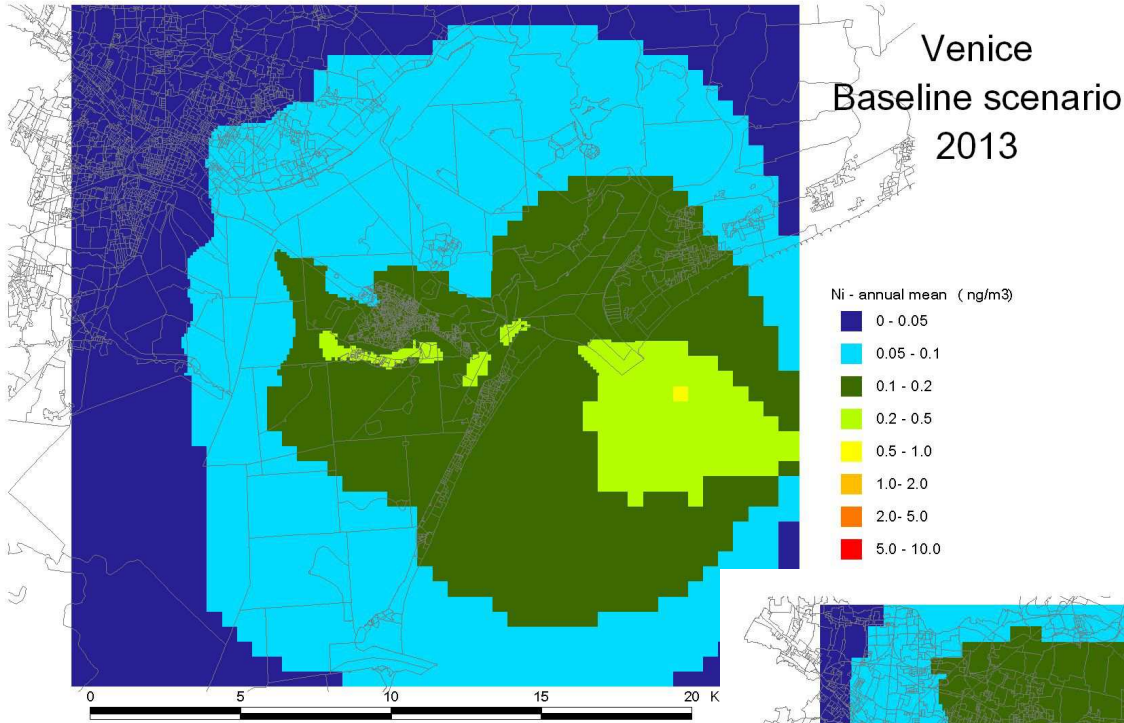 Venice
Baseline scenario
2013
Ni - annual mean ( ng/m3)
0 - 0.05
0.05 - 0.1
0.1 - 0.2
0.2 - 0.5
0.5 - 1.0
1.0- 2.0
2.0- 5.0
5.0 - 10.0
0 5 10 15 20 K